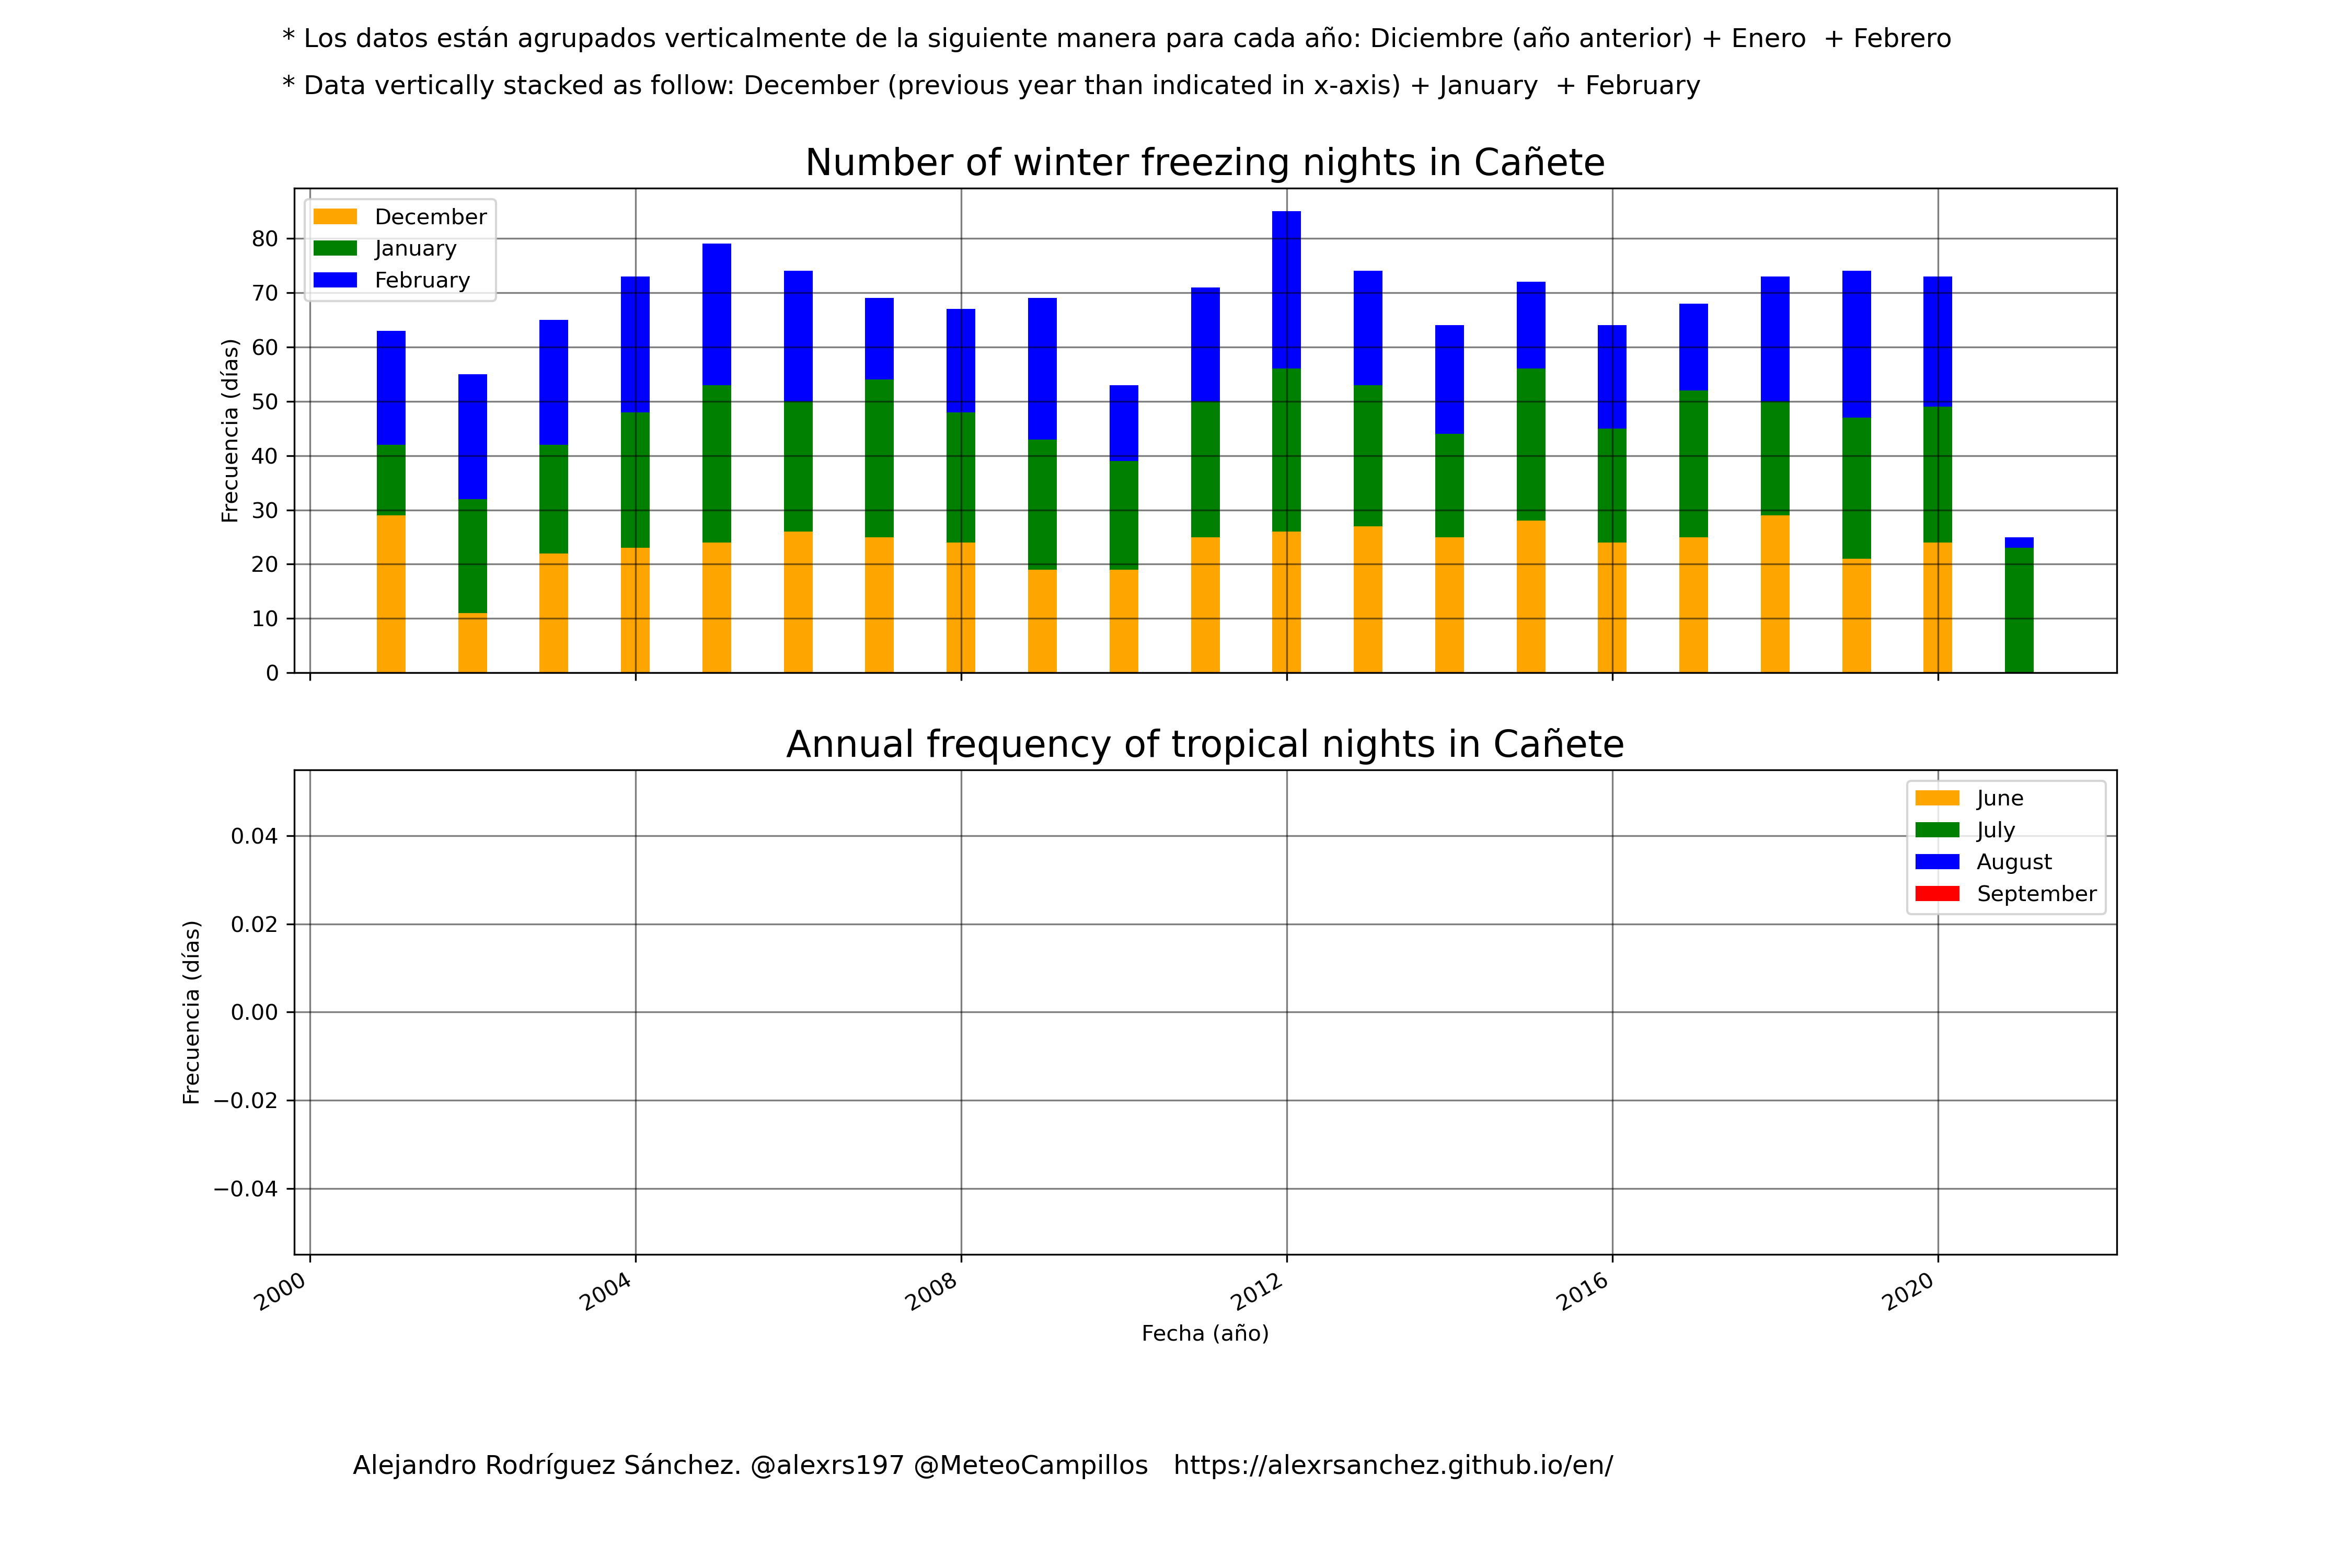 * Los datos están agrupados verticalmente de la siguiente manera para cada año: Diciembre (año anterior) + Enero  + Febrero
* Data vertically stacked as follow: December (previous year than indicated in x-axis) + January  + February
Number of winter freezing nights in Cañete
December
January
February
Frecuencia (días)
80
70
60
50
40
30
20
10
0
Annual frequency of tropical nights in Cañete
June
July
August
September
Frecuencia (días)
0.04
0.02
0.00
−0.02
−0.04
2000
2004
2008
2012
2016
2020
Fecha (año)
Alejandro Rodríguez Sánchez. @alexrs197 @MeteoCampillos   https://alexrsanchez.github.io/en/